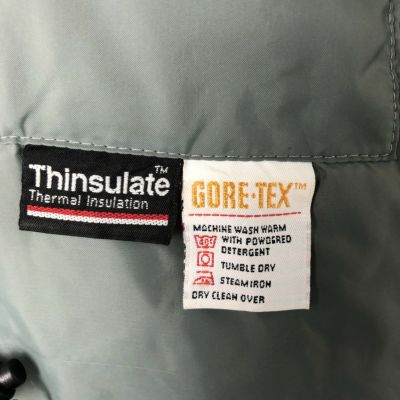 Thinsulate™
Thermal Insulation
GORE-TEX™
MACHINE WASH WARM
WITH POWDERED
DETERGENT
TUMBLE DRY
STEAM IRON
DRY CLEAN OVER